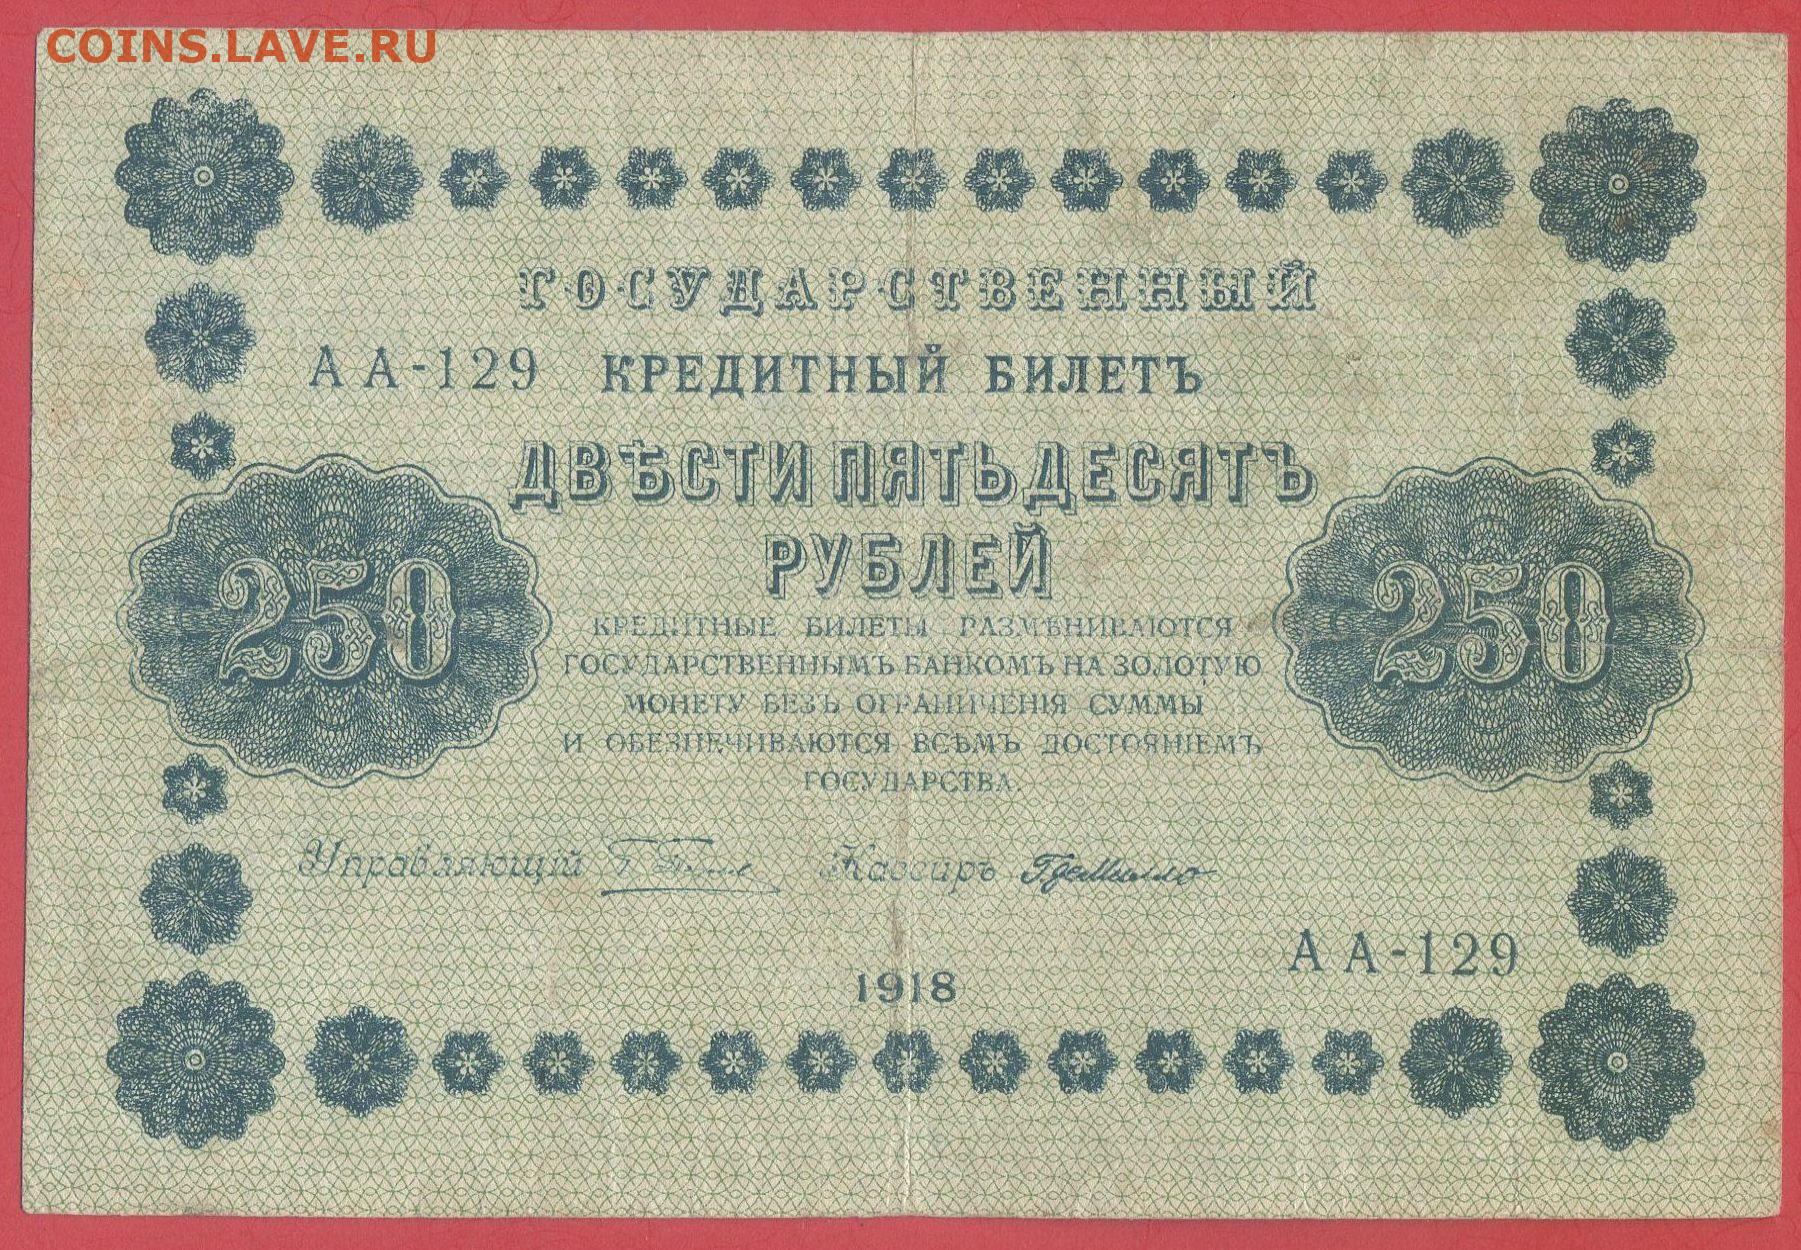 COINS.LAVE.RU
ГОСУДАРСТВЕННЫЙ
АА-129 КРЕДИТНЫЙ БИЛЕТЪ
ДВѢСТИ ПЯТЬДЕСЯТЪ
РУБЛЕЙ
250 250
КРЕДИТНЫЕ БИЛЕТЫ РАЗМѢНИВАЮТСЯ
ГОСУДАРСТВЕННЫМЪ БАНКОМЪ НА ЗОЛОТУЮ
МОНЕТУ БЕЗЪ ОГРАНИЧЕНІЯ СУММЫ
И ОБЕЗПЕЧИВАЮТСЯ ВСѢМЪ ДОСТОЯНІЕМЪ
ГОСУДАРСТВА.
Управляющій Кассиръ
АА-129
1918